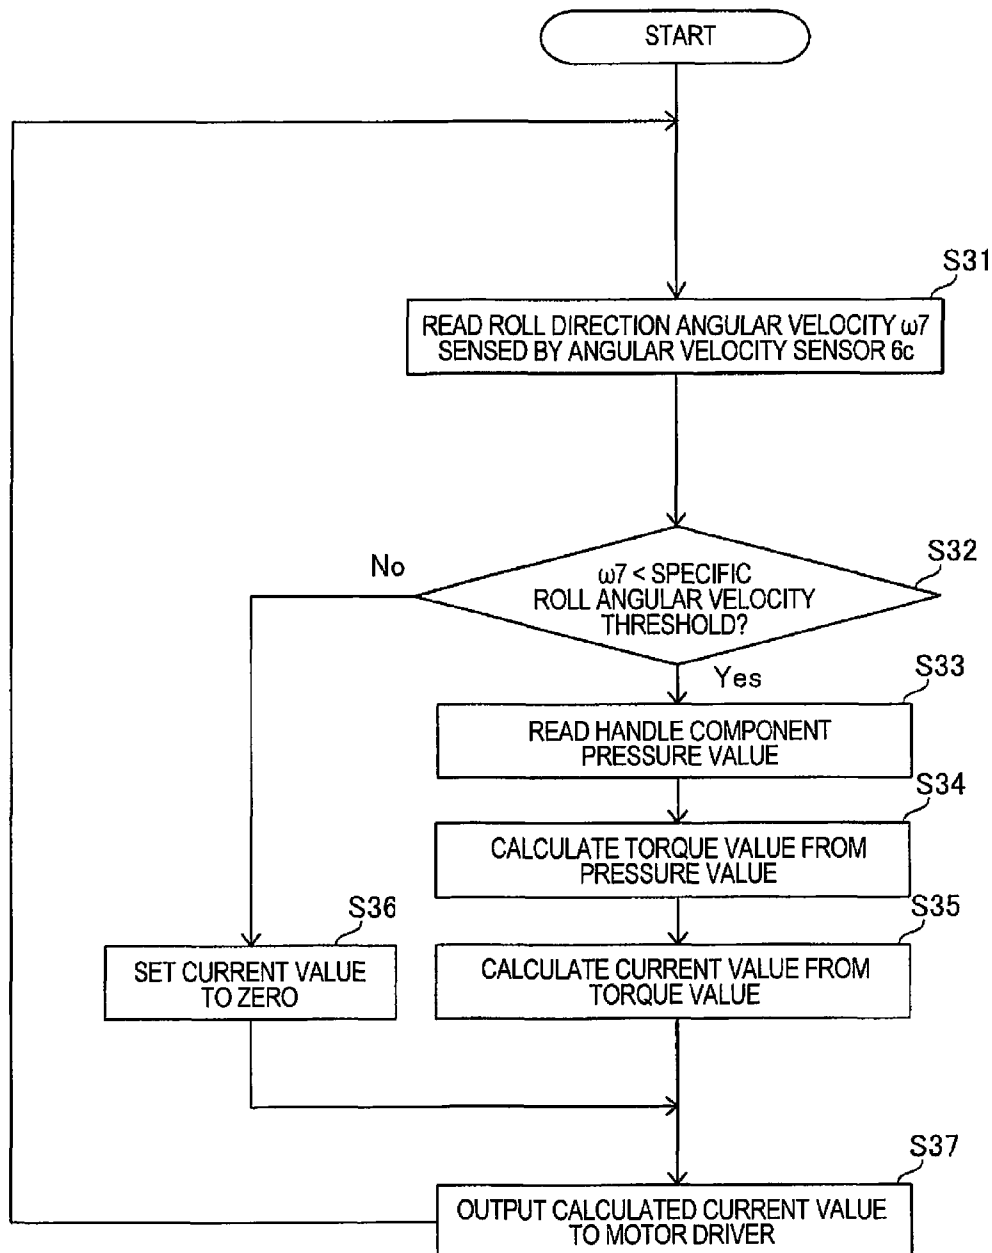 START
S31
READ ROLL DIRECTION ANGULAR VELOCITY ω7
SENSED BY ANGULAR VELOCITY SENSOR 6c
S32
No
ω7 < SPECIFIC
ROLL ANGULAR VELOCITY
THRESHOLD?
Yes
S33
READ HANDLE COMPONENT
PRESSURE VALUE
S34
CALCULATE TORQUE VALUE FROM
PRESSURE VALUE
S36
SET CURRENT VALUE
TO ZERO
S35
CALCULATE CURRENT VALUE FROM
TORQUE VALUE
S37
OUTPUT CALCULATED CURRENT VALUE
TO MOTOR DRIVER